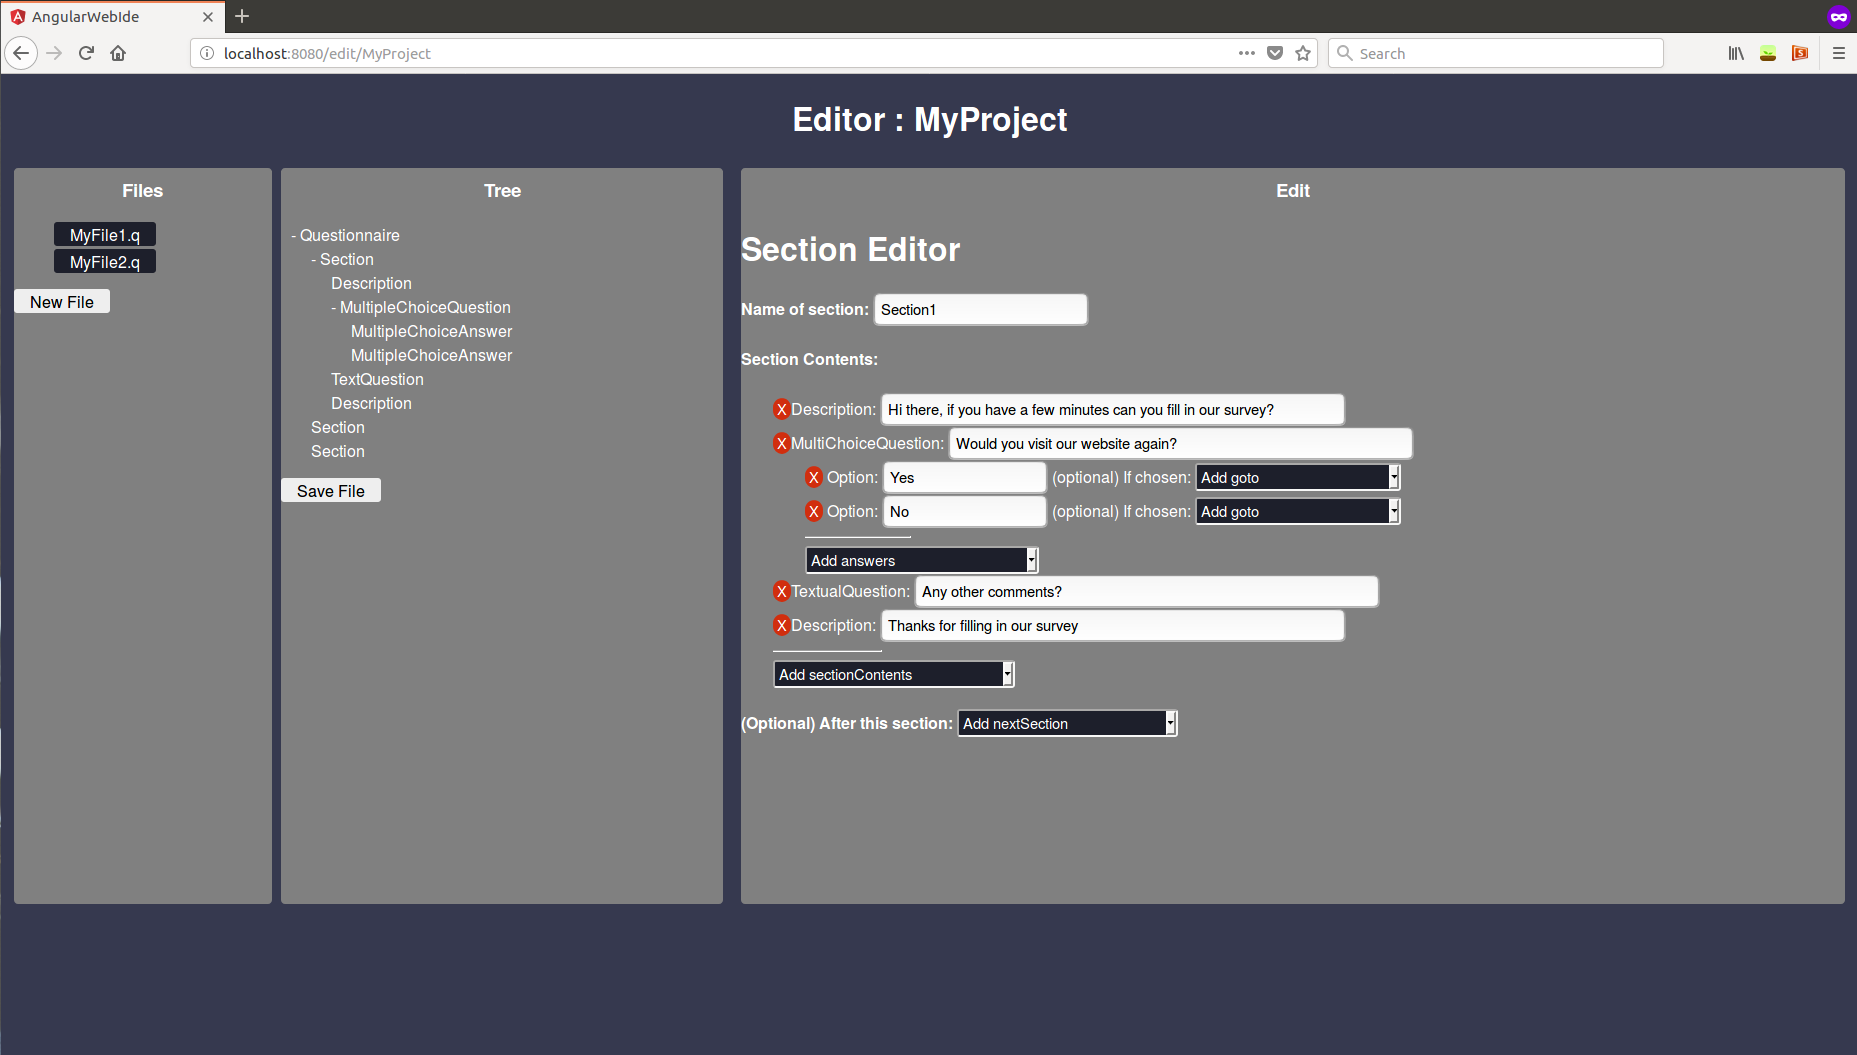 AngularWebIde
localhost:8080/edit/MyProject
Search
Editor : MyProject
Files
MyFile1.q
MyFile2.q
New File
Tree
- Questionnaire
- Section
Description
- MultipleChoiceQuestion
MultipleChoiceAnswer
MultipleChoiceAnswer
TextQuestion
Description
Section
Section
Save File
Edit
Section Editor
Name of section: Section1
Section Contents:
X Description: Hi there, if you have a few minutes can you fill in our survey?
X MultiChoiceQuestion: Would you visit our website again?
X Option: Yes (optional) If chosen: Add goto
X Option: No (optional) If chosen: Add goto
Add answers
X TextualQuestion: Any other comments?
X Description: Thanks for filling in our survey
Add sectionContents
(Optional) After this section: Add nextSection